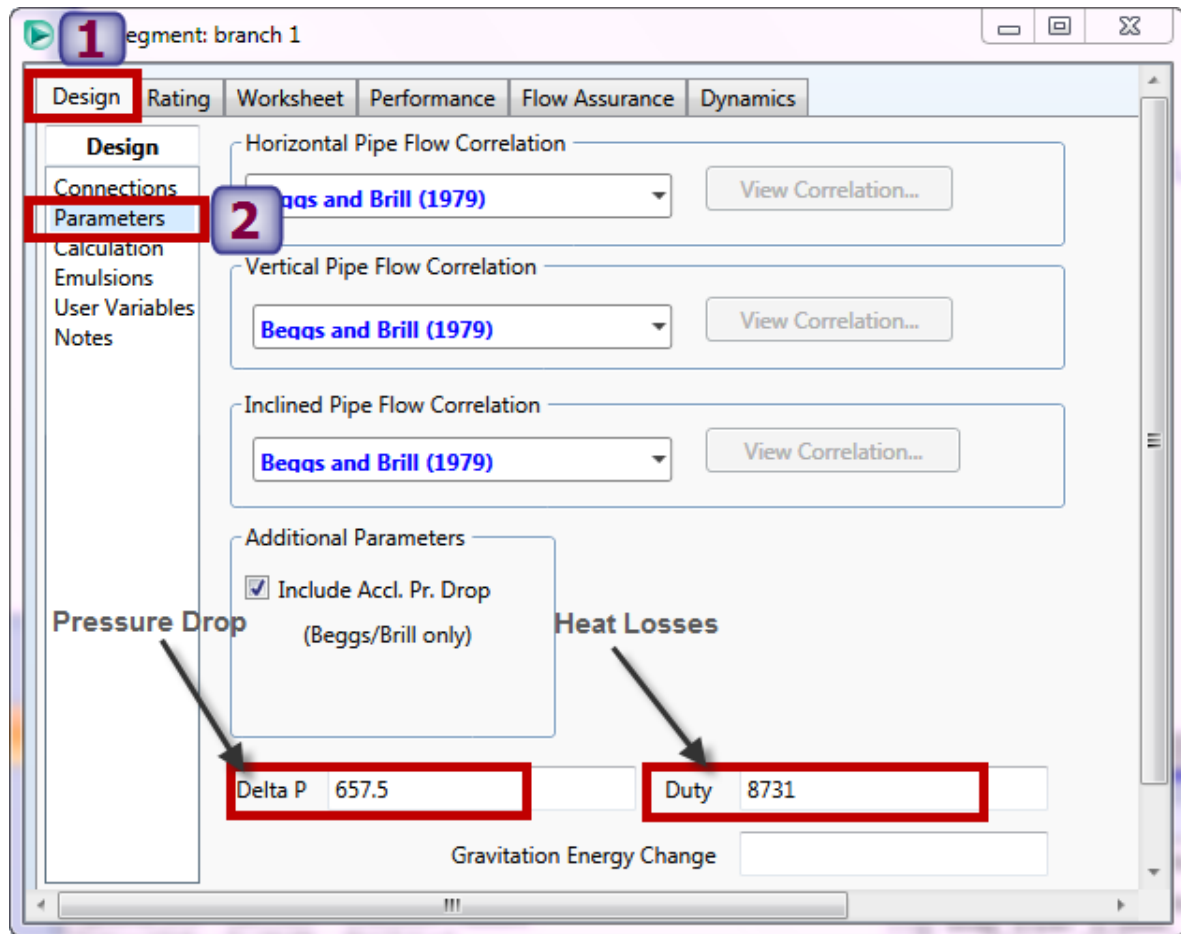 1
egment: branch 1
Design Rating Worksheet Performance Flow Assurance Dynamics
Design
Connections
Parameters
2
Calculation
Emulsions
User Variables
Notes
Horizontal Pipe Flow Correlation
Beggs and Brill (1979)
View Correlation...
Vertical Pipe Flow Correlation
Beggs and Brill (1979)
View Correlation...
Inclined Pipe Flow Correlation
Beggs and Brill (1979)
View Correlation...
Additional Parameters
Include Accl. Pr. Drop
(Beggs/Brill only)
Pressure Drop
Heat Losses
Delta P 657.5
Duty 8731
Gravitation Energy Change